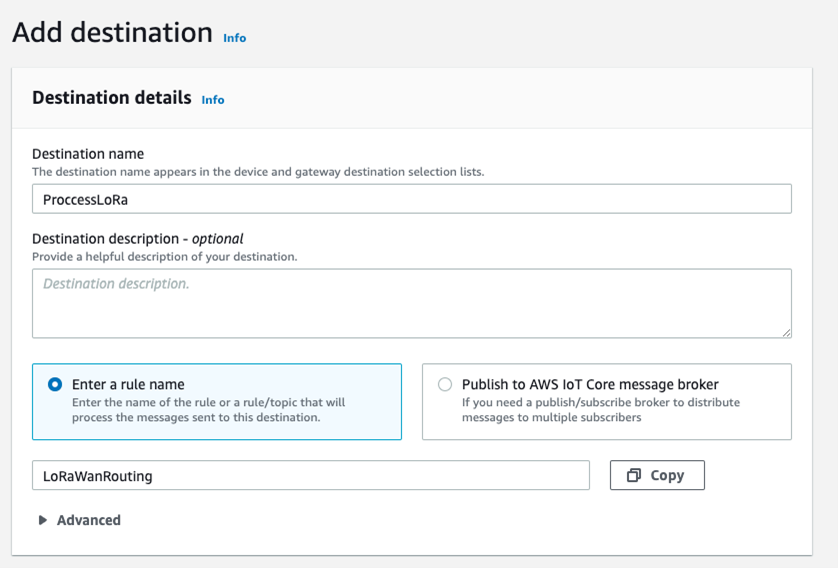 Add destination Info
Destination details Info
Destination name
The destination name appears in the device and gateway destination selection lists.
ProccessLoRa
Destination description - optional
Provide a helpful description of your destination.
Destination description.
Enter a rule name
Enter the name of the rule or a rule/topic that will
process the messages sent to this destination.
Publish to AWS IoT Core message broker
If you need a publish/subscribe broker to distribute
messages to multiple subscribers
LoRaWanRouting
Copy
Advanced